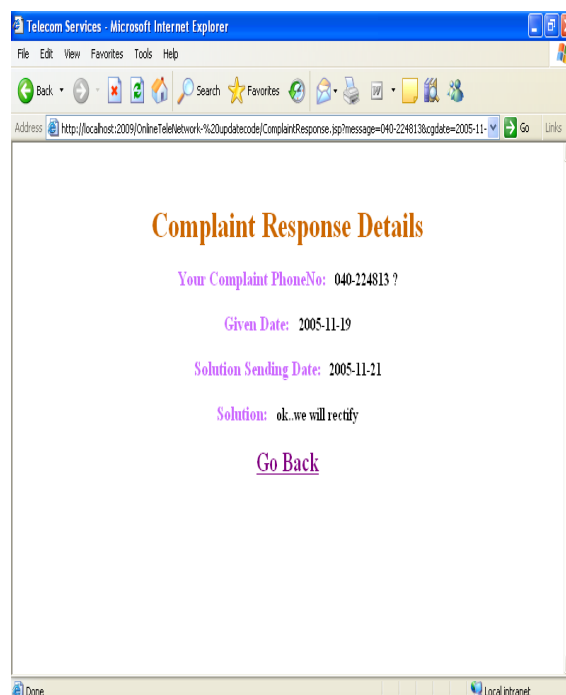 Telecom Services - Microsoft Internet Explorer
File Edit View Favorites Tools Help
Back Search Favorites W
Address http://localhost:2009/OnlineTeleNetwork-%20updatecode/ComplaintResponse.jsp?message=040-224813&cgdate=2005-11- Go Links
Complaint Response Details
Your Complaint PhoneNo: 040-224813 ?
Given Date: 2005-11-19
Solution Sending Date: 2005-11-21
Solution: ok..we will rectify
Go Back
Done Local intranet